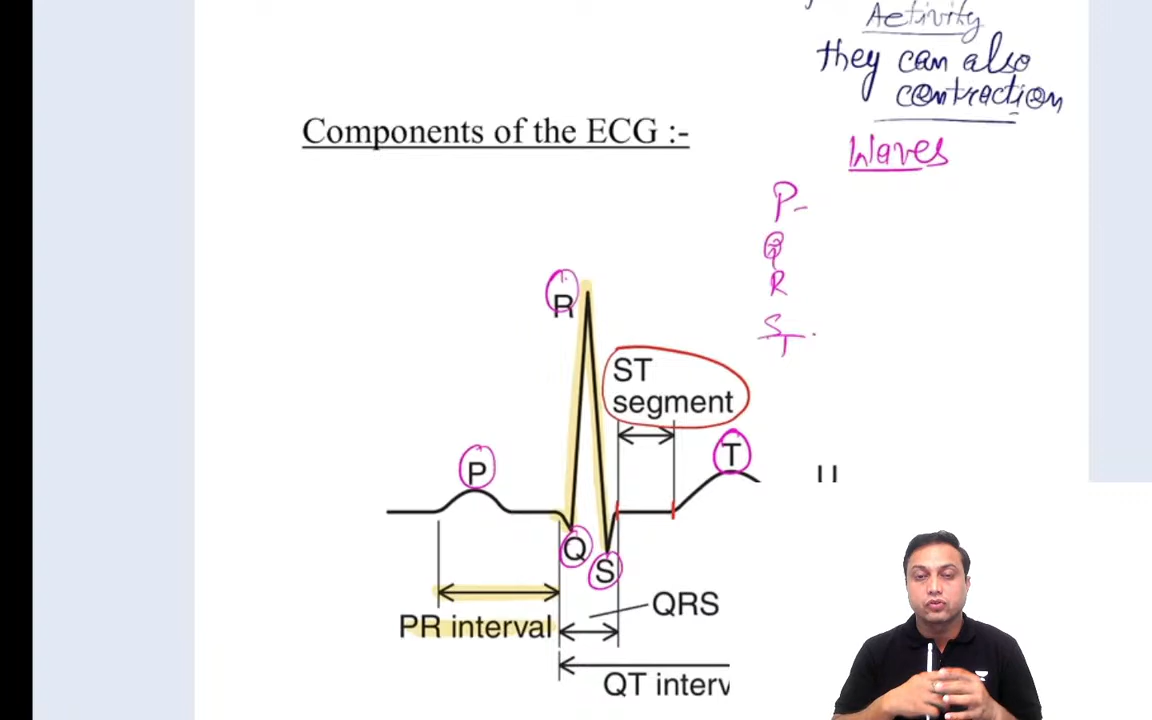 Activity
they can also
contraction
Components of the ECG :-
Waves
P-
Q
R
S
T
R
ST
segment
T
P
Q
S
QRS
PR interval
QT interv